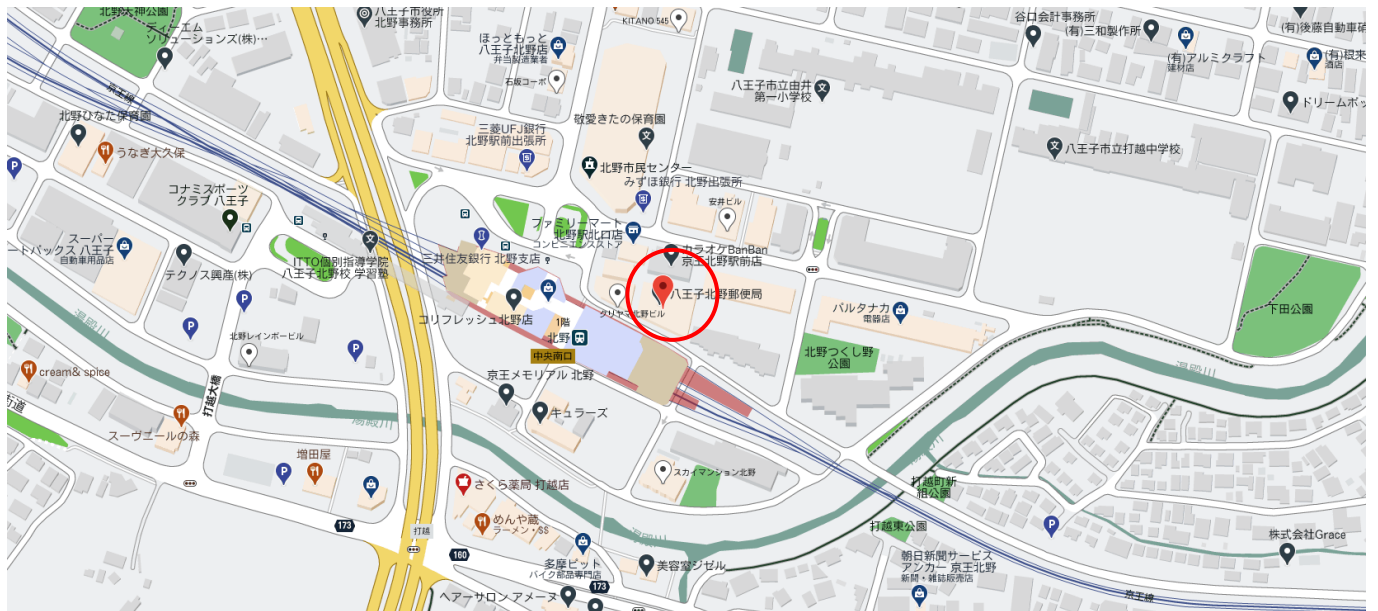 北野天神公園
ディーエム
ソリューションズ(株)…
八王子市役所
北野事務所
KITANO 545
ほっともっと
八王子北野店
弁当製造業者
石坂コーポ
谷口会計事務所
(有)三和製作所
(有)アルミクラフト
建材店
(有)後藤自動車硝
(有)根来
酒店
ドリームポッ
八王子市立由井
第一小学校
八王子市立打越中学校
京王線
北野ひなた保育園
うなぎ大久保
三菱UFJ銀行
北野駅前出張所
敬愛きたの保育園
北野市民センター
みずほ銀行 北野出張所
コナミスポーツ
クラブ 八王子
安井ビル
ファミリーマート
北野駅北口店
コンビニエンスストア
スーパー
ートバックス 八王子
自動車用品店
テクノス興産(株)
ITTO個別指導学院
八王子北野校 学習塾
三井住友銀行 北野支店
カラオケBanBan
京王北野駅前店
八王子北野郵便局
タリヤマ北野ビル
コリフレッシュ北野店
1階
北野
中央南口
パルタナカ
電器店
下田公園
北野つくし野
公園
湯殿川
湯殿川
北野レインボービル
cream& spice
打越大橋
街道
京王メモリアル 北野
キュラーズ
スーヴニールの森
湯殿川
増田屋
さくら薬局 打越店
スカイマンション北野
湯殿川
打越町新
組公園
打越東公園
めんや蔵
ラーメン・$$
173
打越
160
多摩ピット
バイク部品専門店
173
美容室ジゼル
ヘアーサロン アメーヌ
朝日新聞サービス
アンカー 京王北野
新聞・雑誌販売店
株式会社Grace
京王線